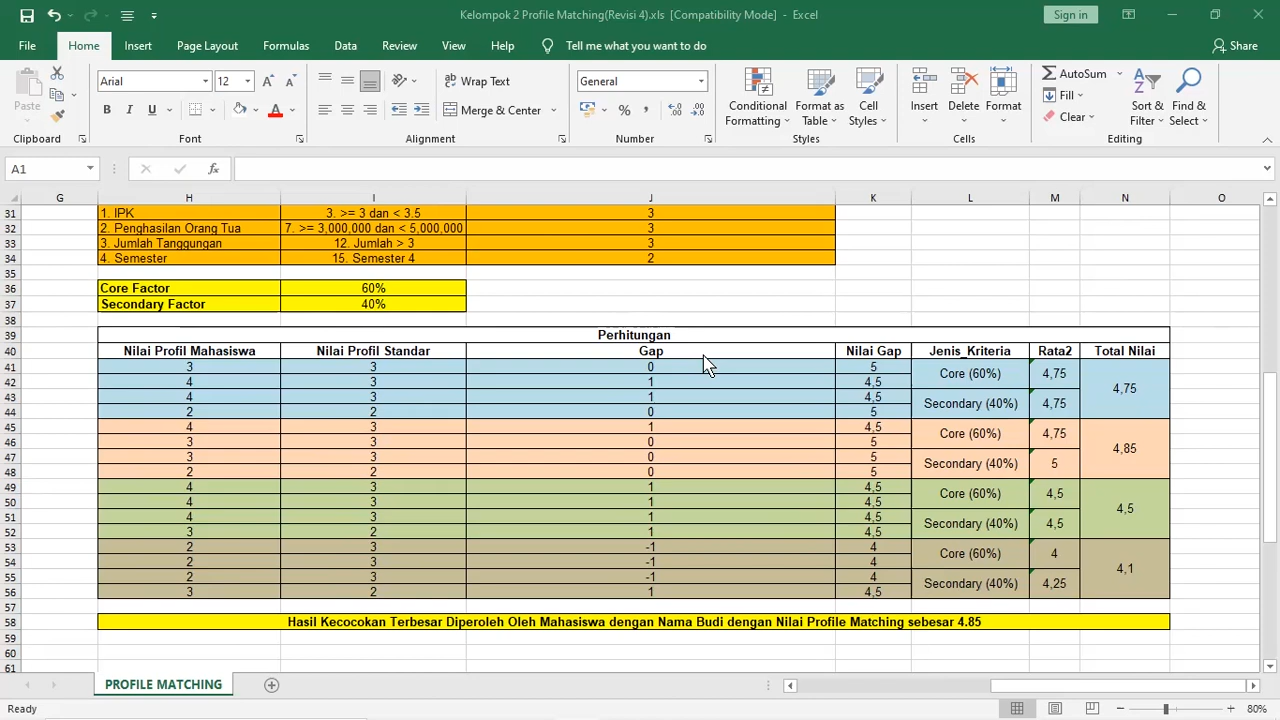 Kelompok 2 Profile Matching(Revisi 4).xls  [Compatibility Mode]  -  Excel
Sign in
File Home Insert Page Layout Formulas Data Review View Help Tell me what you want to do Share
Paste
Arial 12
B I U
Wrap Text
Merge & Center
General
Conditional Formatting
Format as Table
Cell Styles
Insert Delete Format
AutoSum
Fill
Clear
Sort & Filter
Find & Select
Clipboard Font Alignment Number Styles Cells Editing
A1 fx
G H I J K L M N O
31 1. IPK 3. >= 3 dan < 3.5 3
32 2. Penghasilan Orang Tua 7. >= 3,000,000 dan < 5,000,000 3
33 3. Jumlah Tanggungan 12. Jumlah > 3 3
34 4. Semester 15. Semester 4 2
35
36 Core Factor 60%
37 Secondary Factor 40%
38
39 Perhitungan
40 Nilai Profil Mahasiswa Nilai Profil Standar Gap Nilai Gap Jenis_Kriteria Rata2 Total Nilai
41 3 3 0 5 Core (60%) 4,75 4,75
42 4 3 1 4,5
43 4 3 1 4,5 Secondary (40%) 4,75
44 2 2 0 5
45 4 3 1 4,5 Core (60%) 4,75 4,85
46 3 3 0 5
47 3 3 0 5 Secondary (40%) 5
48 2 2 0 5
49 4 3 1 4,5 Core (60%) 4,5 4,5
50 4 3 1 4,5
51 4 3 1 4,5 Secondary (40%) 4,5
52 3 2 1 4,5
53 2 3 -1 4 Core (60%) 4 4,1
54 2 3 -1 4
55 2 3 -1 4 Secondary (40%) 4,25
56 3 2 1 4,5
57
58 Hasil Kecocokan Terbesar Diperoleh Oleh Mahasiswa dengan Nama Budi dengan Nilai Profile Matching sebesar 4.85
59
60
61
PROFILE MATCHING
Ready
80%